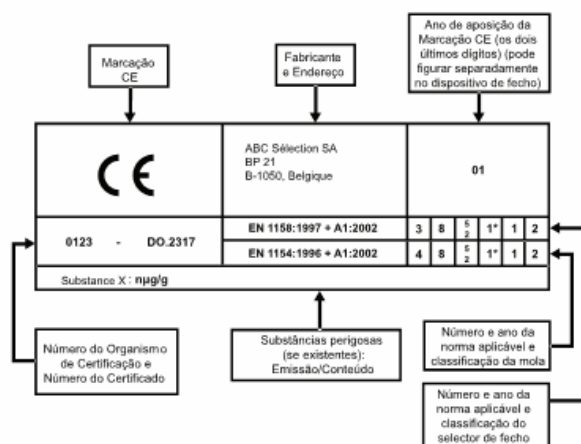 Marcação
CE
Fabricante
e Endereço
Ano de aposição da
Marcação CE (os dois
últimos dígitos) (pode
figurar separadamente
no dispositivo de fecho)
CE
ABC Sélection SA
BP 21
B-1050, Belgique
01
0123 - DO.2317
EN 1158:1997 + A1:2002 3 8 5/2 1* 1 2
EN 1154:1996 + A1:2002 4 8 5/2 1* 1 2
Substance X : nµg/g
Número do Organismo
de Certificação e
Número do Certificado
Substâncias perigosas
(se existentes):
Emissão/Conteúdo
Número e ano da
norma aplicável e
classificação da mola
Número e ano da
norma aplicável e
classificação do
selector de fecho